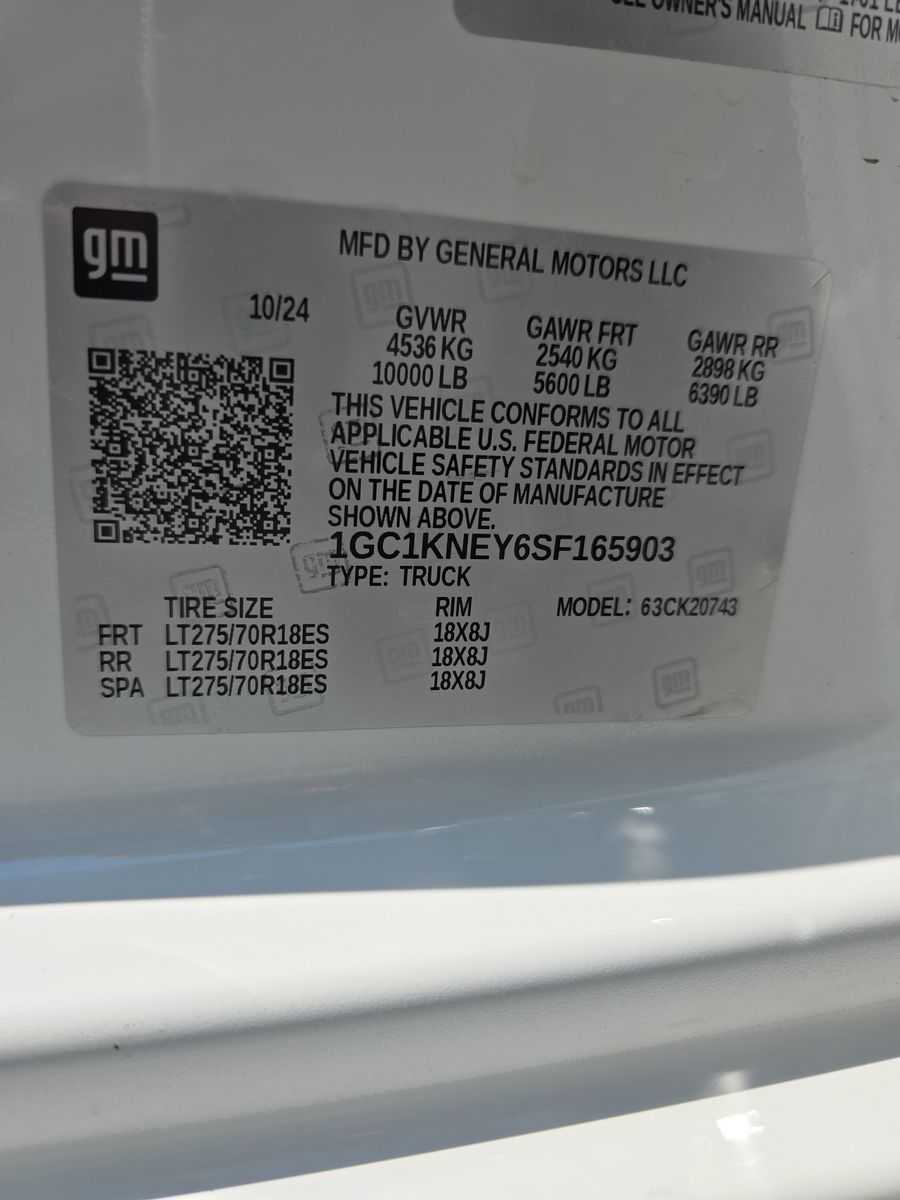 OWNER'S MANUAL FOR
gm
MFD BY GENERAL MOTORS LLC
10/24
GVWR GAWR FRT GAWR RR
4536 KG 2540 KG 2898 KG
10000 LB 5600 LB 6390 LB
THIS VEHICLE CONFORMS TO ALL
APPLICABLE U.S. FEDERAL MOTOR
VEHICLE SAFETY STANDARDS IN EFFECT
ON THE DATE OF MANUFACTURE
SHOWN ABOVE.
1GC1KNEY6SF165903
TYPE: TRUCK
TIRE SIZE RIM MODEL: 63CK20743
FRT LT275/70R18ES 18X8J
RR LT275/70R18ES 18X8J
SPA LT275/70R18ES 18X8J